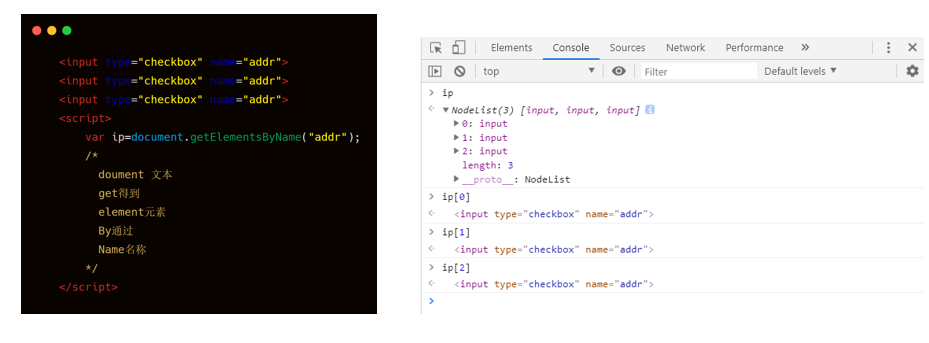 <input type="checkbox" name="addr">
<input type="checkbox" name="addr">
<input type="checkbox" name="addr">
<script>
var ip=document.getElementsByName("addr");
/*
doument 文本
get得到
element元素
By通过
Name名称
*/
</script>
Elements Console Sources Network Performance »
top Filter Default levels
> ip
NodeList(3) [input, input, input]
0: input
1: input
2: input
length: 3
__proto__: NodeList
> ip[0]
<input type="checkbox" name="addr">
> ip[1]
<input type="checkbox" name="addr">
> ip[2]
<input type="checkbox" name="addr">
>